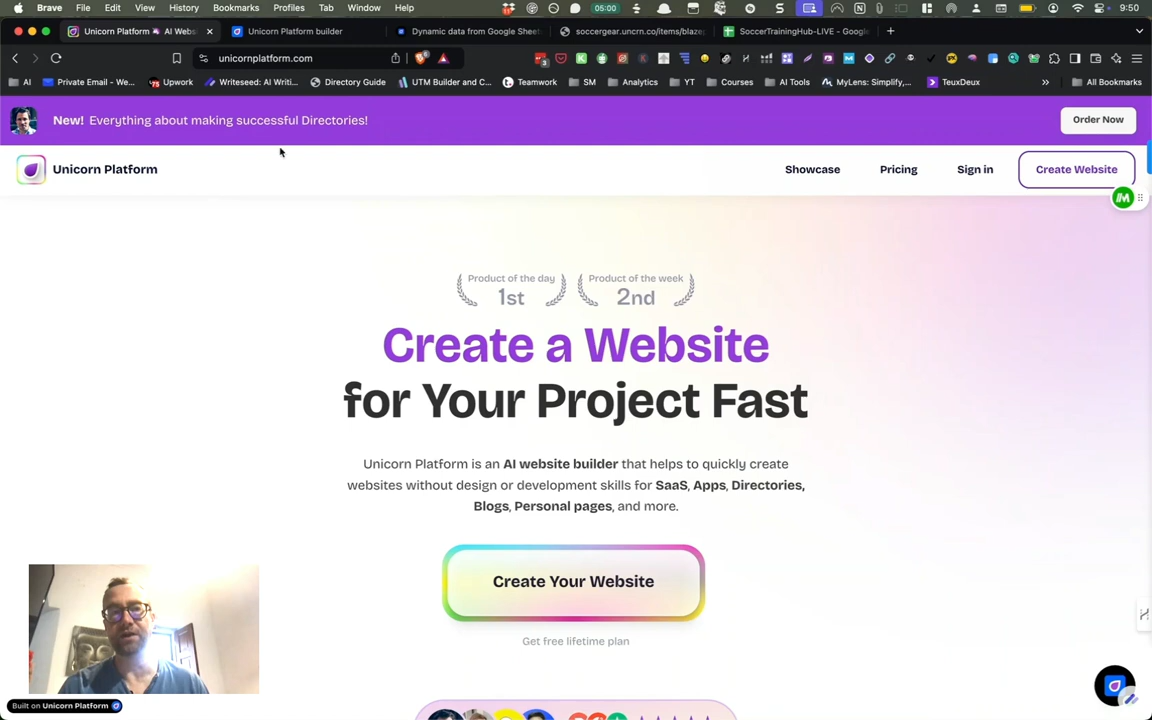 Brave File Edit View History Bookmarks Profiles Tab Window Help 05:00 9:50
Unicorn Platform AI Webs Unicorn Platform builder Dynamic data from Google Sheet soccergear.uncrn.co/items/blaze SoccerTrainingHub-LIVE - Google
unicornplatform.com
AI Private Email - We... Upwork Writeseed: AI Writi... Directory Guide UTM Builder and C... Teamwork SM Analytics YT Courses AI Tools MyLens: Simplify,... TeuxDeux All Bookmarks
New! Everything about making successful Directories!
Order Now
Unicorn Platform
Showcase Pricing Sign in Create Website
Product of the day
1st
Product of the week
2nd
Create a Website
for Your Project Fast
Unicorn Platform is an AI website builder that helps to quickly create
websites without design or development skills for SaaS, Apps, Directories,
Blogs, Personal pages, and more.
Create Your Website
Get free lifetime plan
Built on Unicorn Platform